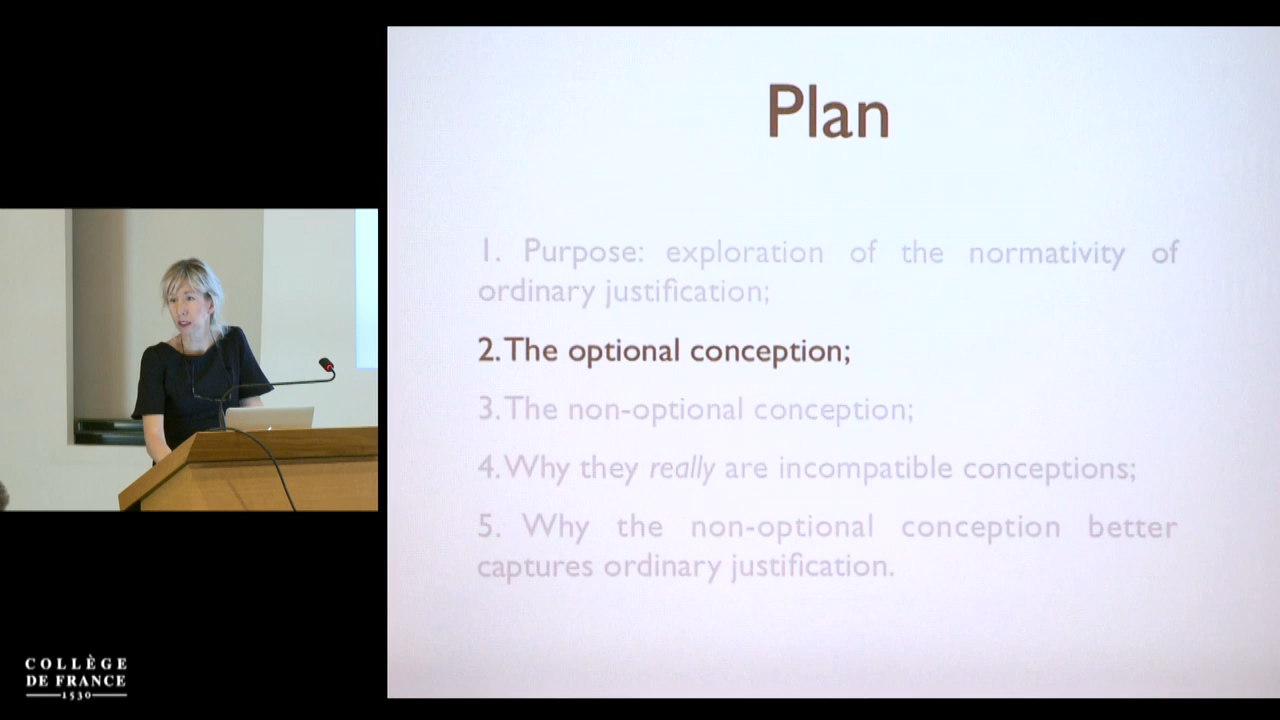 Plan
1. Purpose: exploration of the normativity of
ordinary justification;
2. The optional conception;
3. The non-optional conception;
4. Why they really are incompatible conceptions;
5. Why the non-optional conception better
captures ordinary justification.
COLLÈGE
DE FRANCE
1530